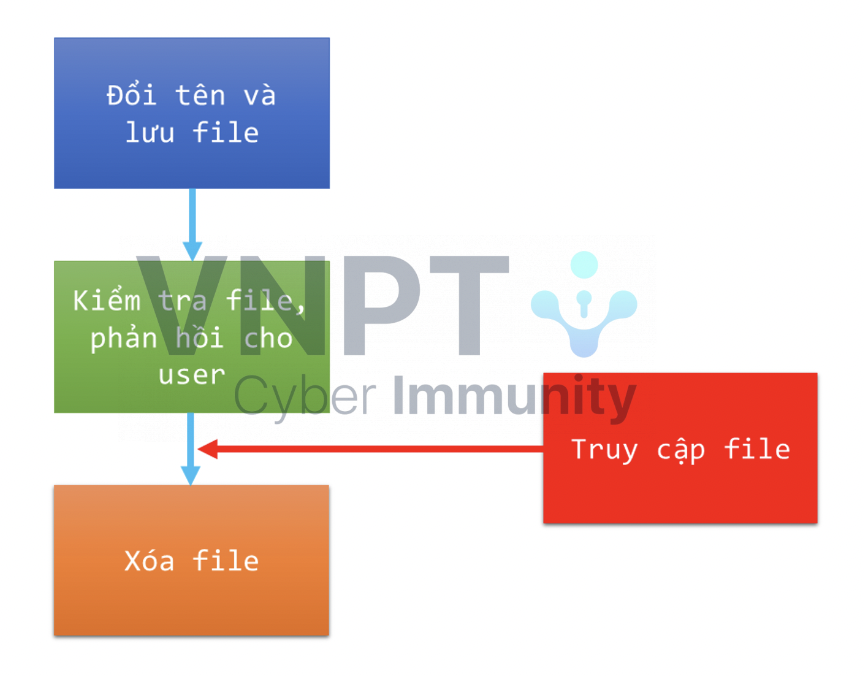 Đổi tên và
lưu file
Kiểm tra file,
phản hồi cho
user
VNPT
Cyber Immunity
Truy cập file
Xóa file